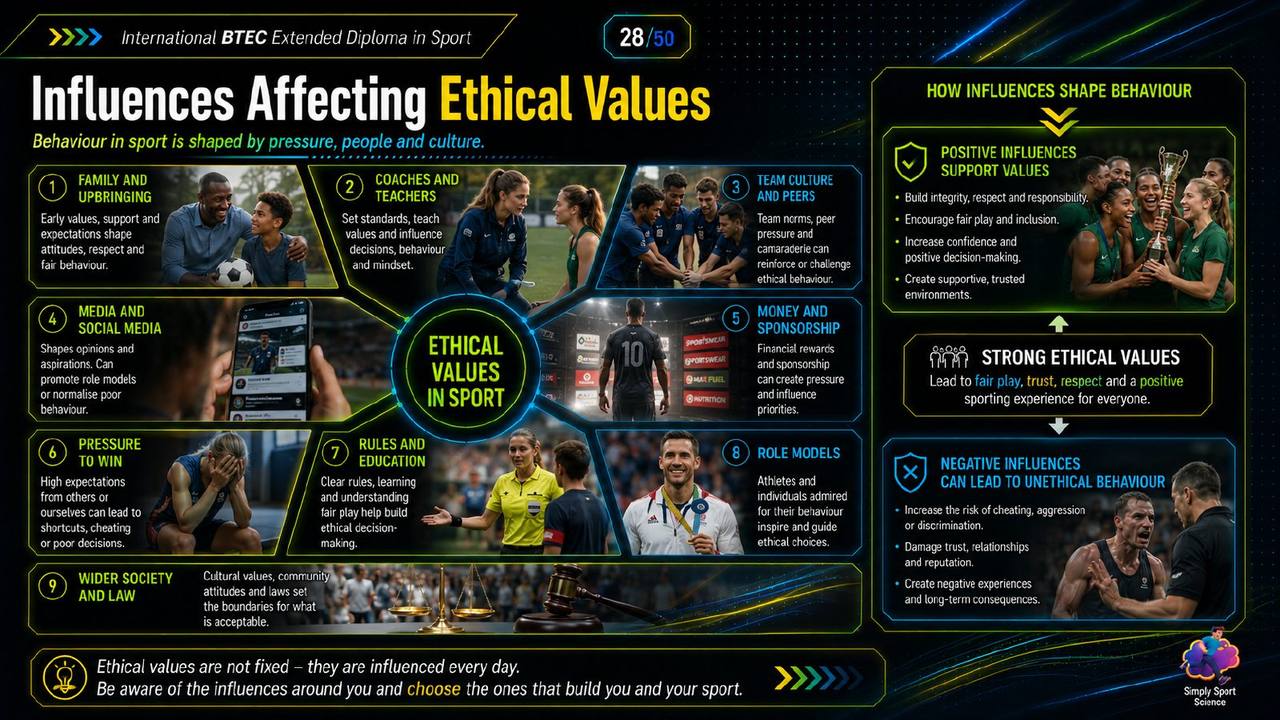 International BTEC Extended Diploma in Sport
28/50
Influences Affecting Ethical Values
Behaviour in sport is shaped by pressure, people and culture.
1
FAMILY AND
UPBRINGING
Early values, support and
expectations shape
attitudes, respect and
fair behaviour.
2
COACHES AND
TEACHERS
Set standards, teach
values and influence
decisions, behaviour
and mindset.
3
TEAM CULTURE
AND PEERS
Team norms, peer
pressure and
camaraderie can
reinforce or challenge
ethical behaviour.
4
MEDIA AND
SOCIAL MEDIA
Shapes opinions and
aspirations. Can
promote role models
or normalise poor
behaviour.
ETHICAL
VALUES
IN SPORT
10
SPORTSWEAR
SPORTSWEAR
MAX FUEL
NUTRITION
5
MONEY AND
SPONSORSHIP
Financial rewards
and sponsorship
can create pressure
and influence
priorities.
6
PRESSURE
TO WIN
High expectations
from others or
ourselves can lead to
shortcuts, cheating
or poor decisions.
7
RULES AND
EDUCATION
Clear rules, learning
and understanding
fair play help build
ethical decision-
making.
8
ROLE MODELS
Athletes and
individuals admired
for their behaviour
inspire and guide
ethical choices.
9
WIDER SOCIETY
AND LAW
Cultural values, community
attitudes and laws set
the boundaries for what
is acceptable.
Ethical values are not fixed – they are influenced every day.
Be aware of the influences around you and choose the ones that build you and your sport.
HOW INFLUENCES SHAPE BEHAVIOUR
POSITIVE INFLUENCES
SUPPORT VALUES
• Build integrity, respect and responsibility.
• Encourage fair play and inclusion.
• Increase confidence and
positive decision-making.
• Create supportive, trusted
environments.
STRONG ETHICAL VALUES
Lead to fair play, trust, respect and a positive
sporting experience for everyone.
NEGATIVE INFLUENCES
CAN LEAD TO UNETHICAL BEHAVIOUR
• Increase the risk of cheating, aggression
or discrimination.
• Damage trust, relationships
and reputation.
• Create negative experiences
and long-term consequences.
Simply Sport
Science